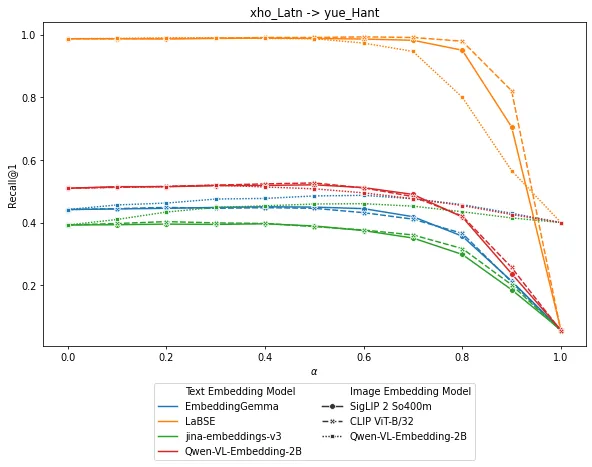 xho_Latn -> yue_Hant
Recall@1
1.0
0.8
0.6
0.4
0.2
0.0 0.2 0.4 0.6 0.8 1.0
α
Text Embedding Model Image Embedding Model
EmbeddingGemma SigLIP 2 So400m
LaBSE CLIP ViT-B/32
jina-embeddings-v3 Qwen-VL-Embedding-2B
Qwen-VL-Embedding-2B